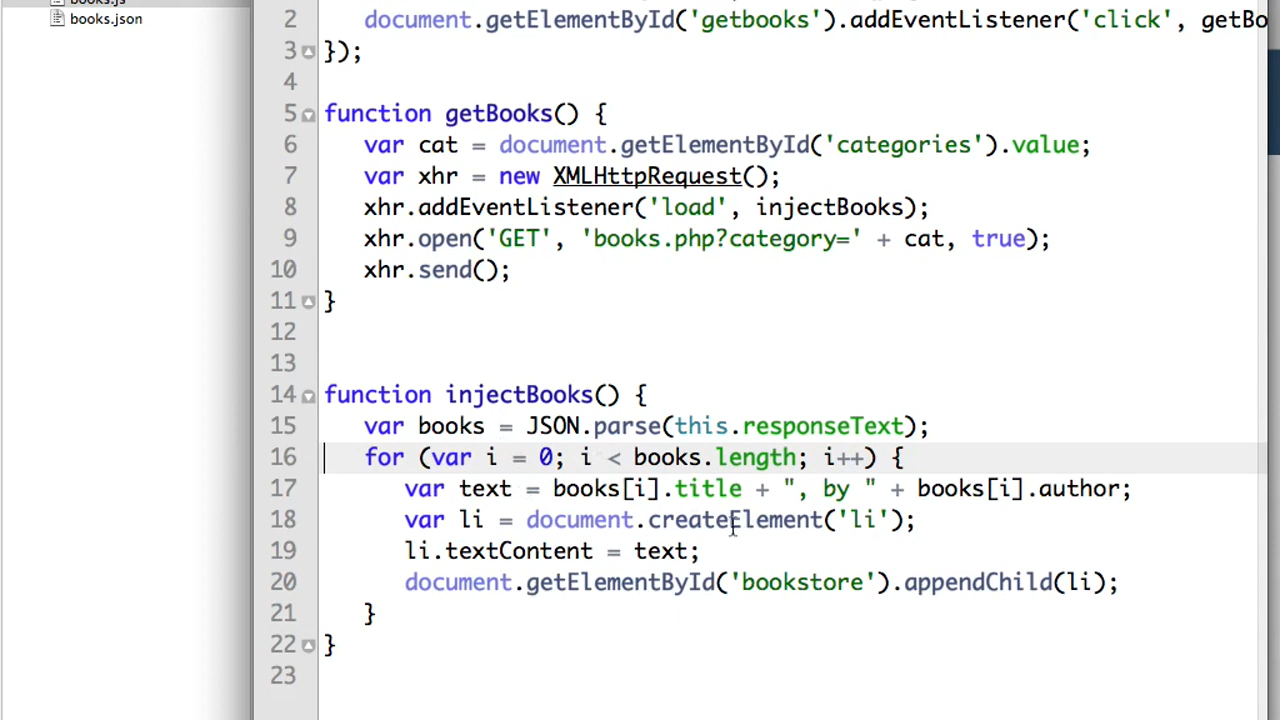 books.js
books.json
2 document.getElementById('getbooks').addEventListener('click', getBo
3 });
4
5 function getBooks() {
6 var cat = document.getElementById('categories').value;
7 var xhr = new XMLHttpRequest();
8 xhr.addEventListener('load', injectBooks);
9 xhr.open('GET', 'books.php?category=' + cat, true);
10 xhr.send();
11 }
12
13
14 function injectBooks() {
15 var books = JSON.parse(this.responseText);
16 for (var i = 0; i < books.length; i++) {
17 var text = books[i].title + ", by " + books[i].author;
18 var li = document.createElement('li');
19 li.textContent = text;
20 document.getElementById('bookstore').appendChild(li);
21 }
22 }
23